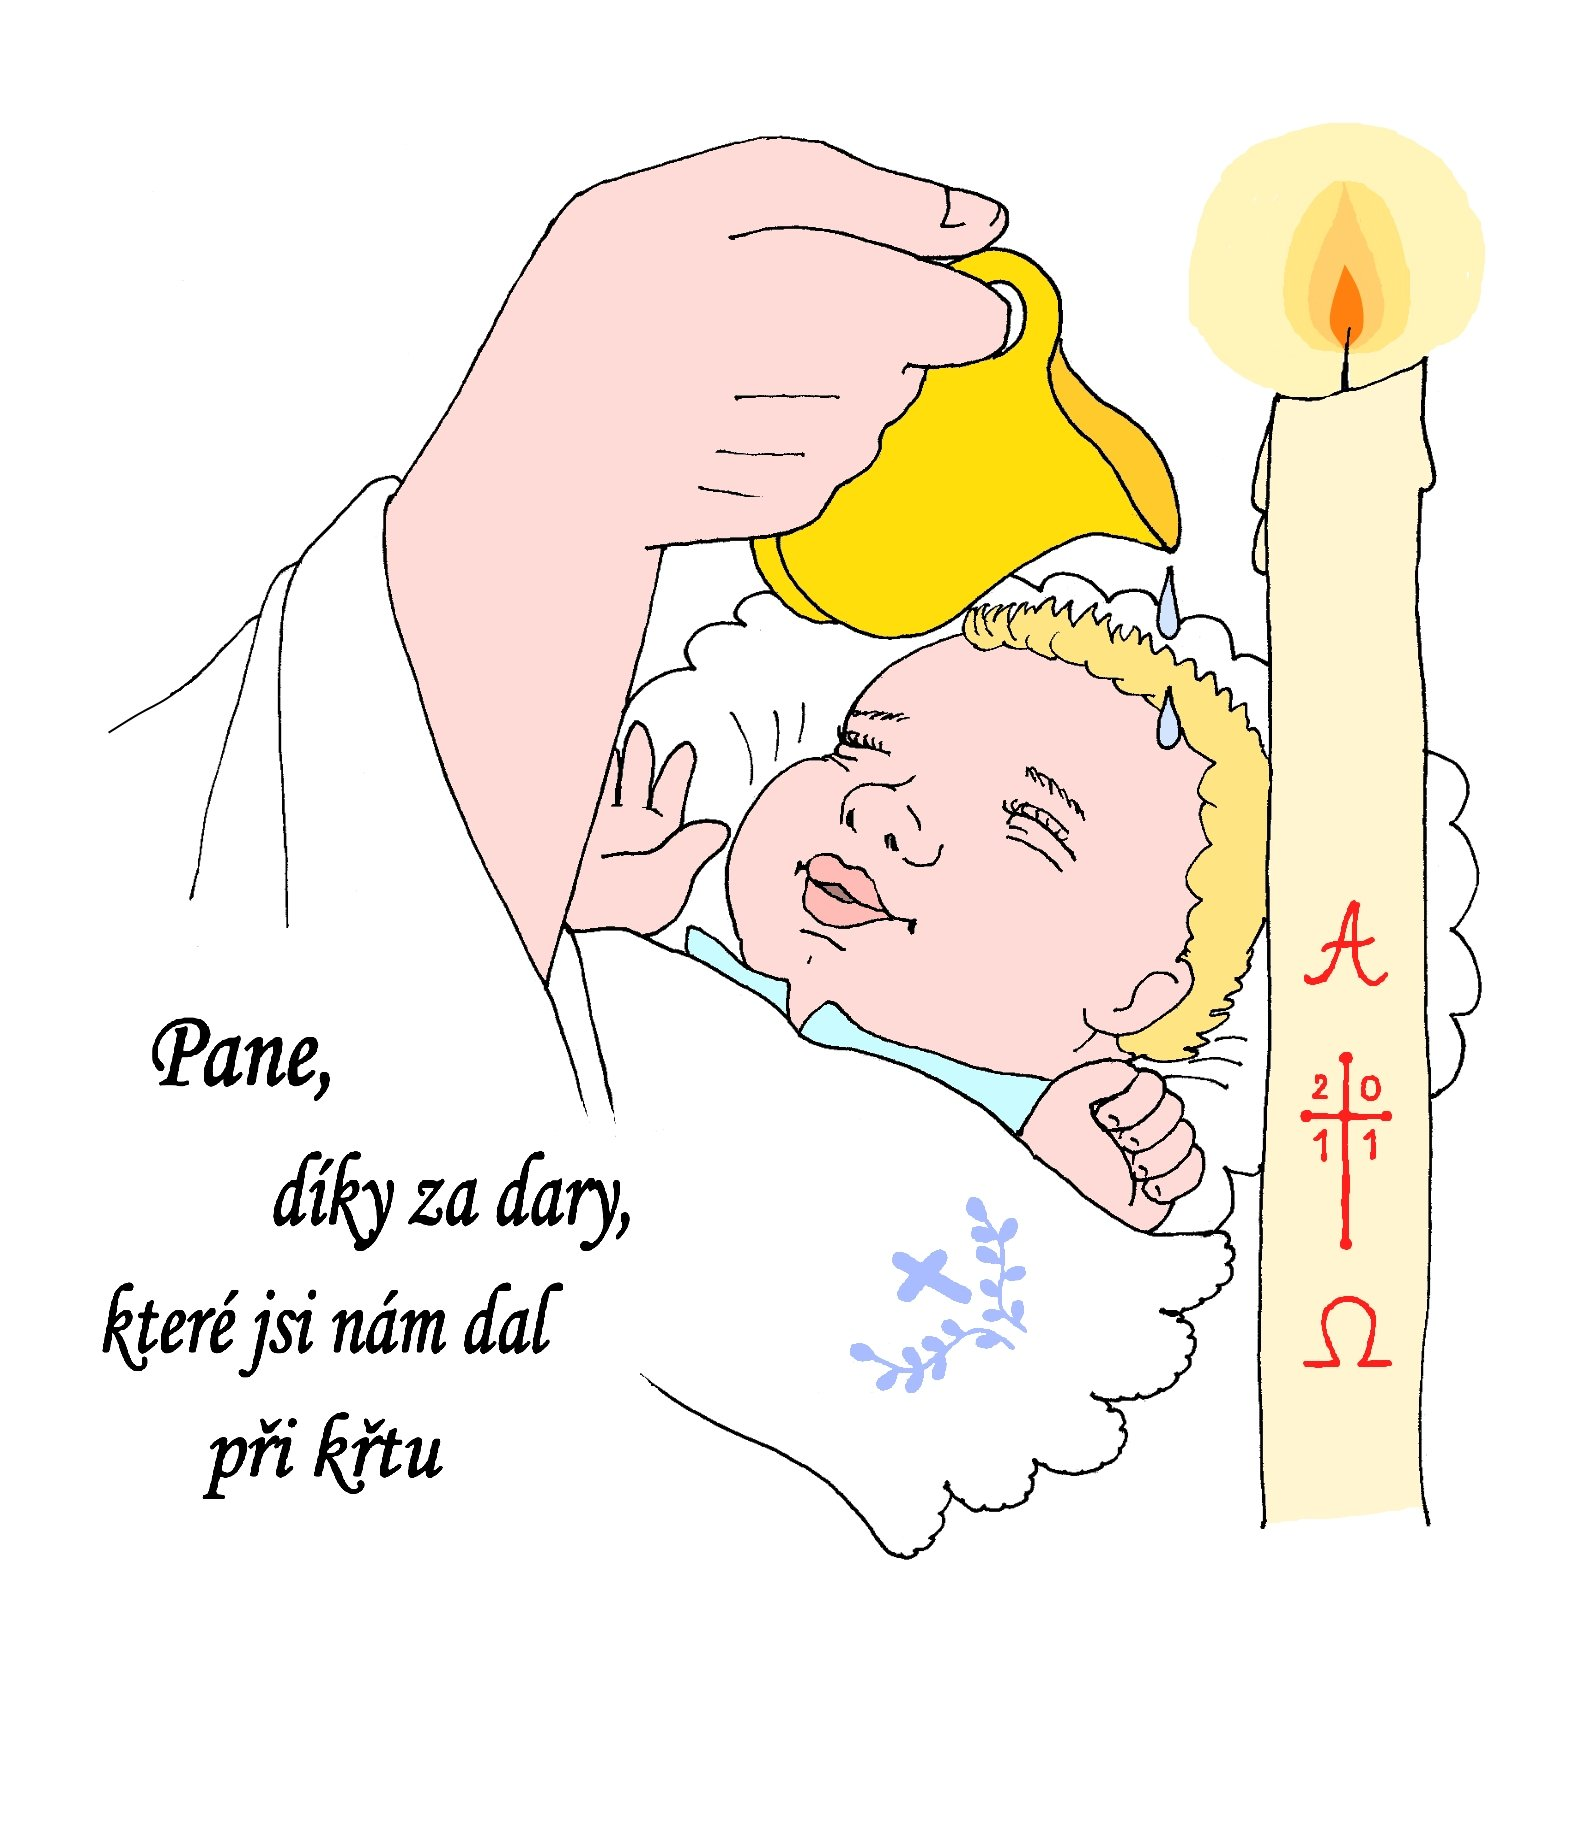 Pane,
díky za dary,
které jsi nám dal
při křtu
A
2 0
1 1
Ω